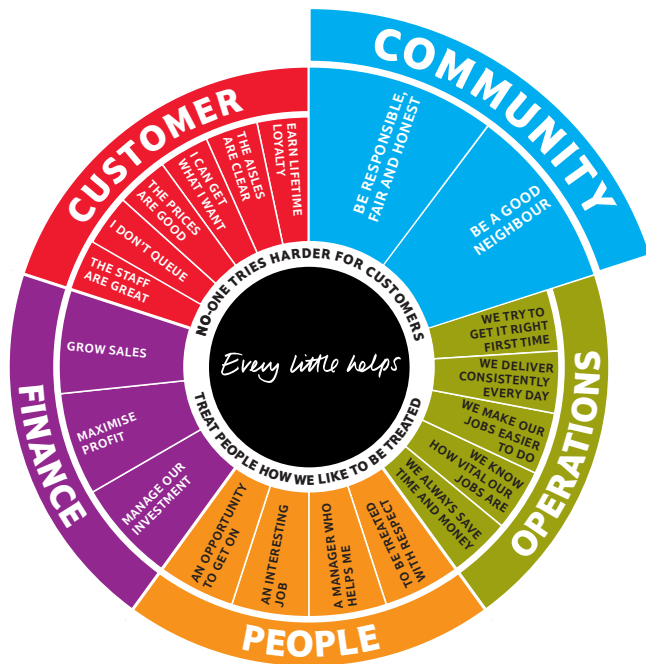 COMMUNITY
BE RESPONSIBLE,
FAIR AND HONEST
BE A GOOD
NEIGHBOUR
OPERATIONS
WE TRY TO
GET IT RIGHT
FIRST TIME
WE DELIVER
CONSISTENTLY
EVERY DAY
WE MAKE OUR
JOBS EASIER
TO DO
WE KNOW
HOW VITAL OUR
JOBS ARE
WE ALWAYS SAVE
TIME AND MONEY
PEOPLE
TO BE TREATED
WITH RESPECT
A MANAGER WHO
HELPS ME
AN INTERESTING
JOB
AN OPPORTUNITY
TO GET ON
FINANCE
MANAGE OUR
INVESTMENT
MAXIMISE
PROFIT
GROW SALES
CUSTOMER
THE STAFF
ARE GREAT
I DON'T QUEUE
THE PRICES
ARE GOOD
I CAN GET
WHAT I WANT
THE AISLES
ARE CLEAR
EARN LIFETIME
LOYALTY
NO-ONE TRIES HARDER FOR CUSTOMERS
Every little helps
TREAT PEOPLE HOW WE LIKE TO BE TREATED